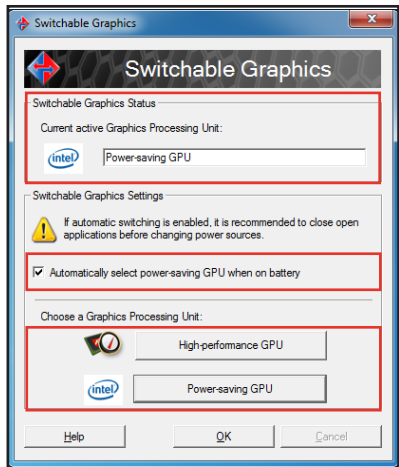 Switchable Graphics
Switchable Graphics
Switchable Graphics Status
Current active Graphics Processing Unit:
intel
Power-saving GPU
Switchable Graphics Settings
If automatic switching is enabled, it is recommended to close open
applications before changing power sources.
Automatically select power-saving GPU when on battery
Choose a Graphics Processing Unit:
High-performance GPU
intel
Power-saving GPU
Help
OK
Cancel